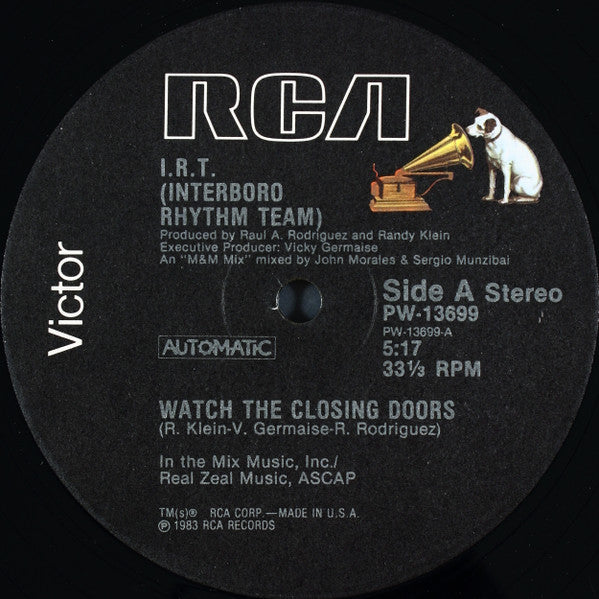 RCA
I.R.T.
(INTERBORO
RHYTHM TEAM)
Produced by Raul A. Rodriguez and Randy Klein
Executive Producer: Vicky Germaise
An "M&M Mix" mixed by John Morales & Sergio Munzibai
Victor
Side A Stereo
PW-13699
PW-13699-A
5:17
33⅓ RPM
AUTOMATIC
WATCH THE CLOSING DOORS
(R. Klein-V. Germaise-R. Rodriguez)
In the Mix Music, Inc./
Real Zeal Music, ASCAP
TM(s)® RCA CORP.—MADE IN U.S.A.
℗ 1983 RCA RECORDS